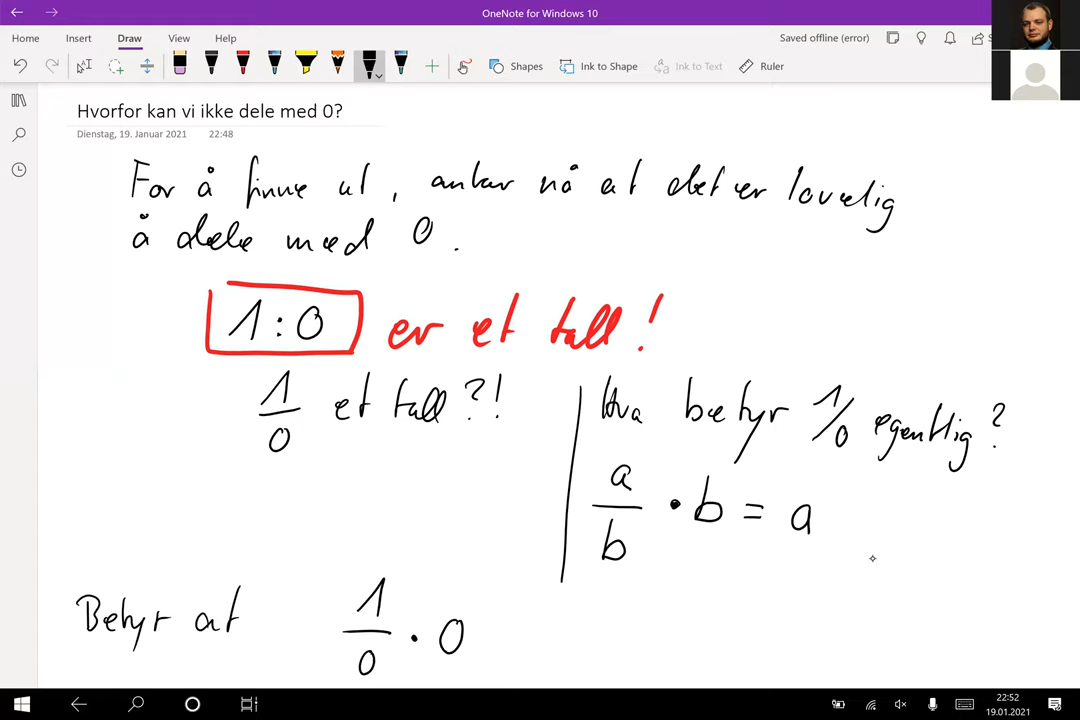 OneNote for Windows 10
Home Insert Draw View Help
Saved offline (error)
Shapes Ink to Shape Ink to Text Ruler
Hvorfor kan vi ikke dele med 0?
Dienstag, 19. Januar 2021 22:48
For å finne ut, antar nå at det er lovelig
å dele med 0.
1:0 er et tall!
1/0 et tall?!
Hva betyr 1/0 egentlig?
a/b • b = a
Betyr at 1/0 • 0
22:52
19.01.2021